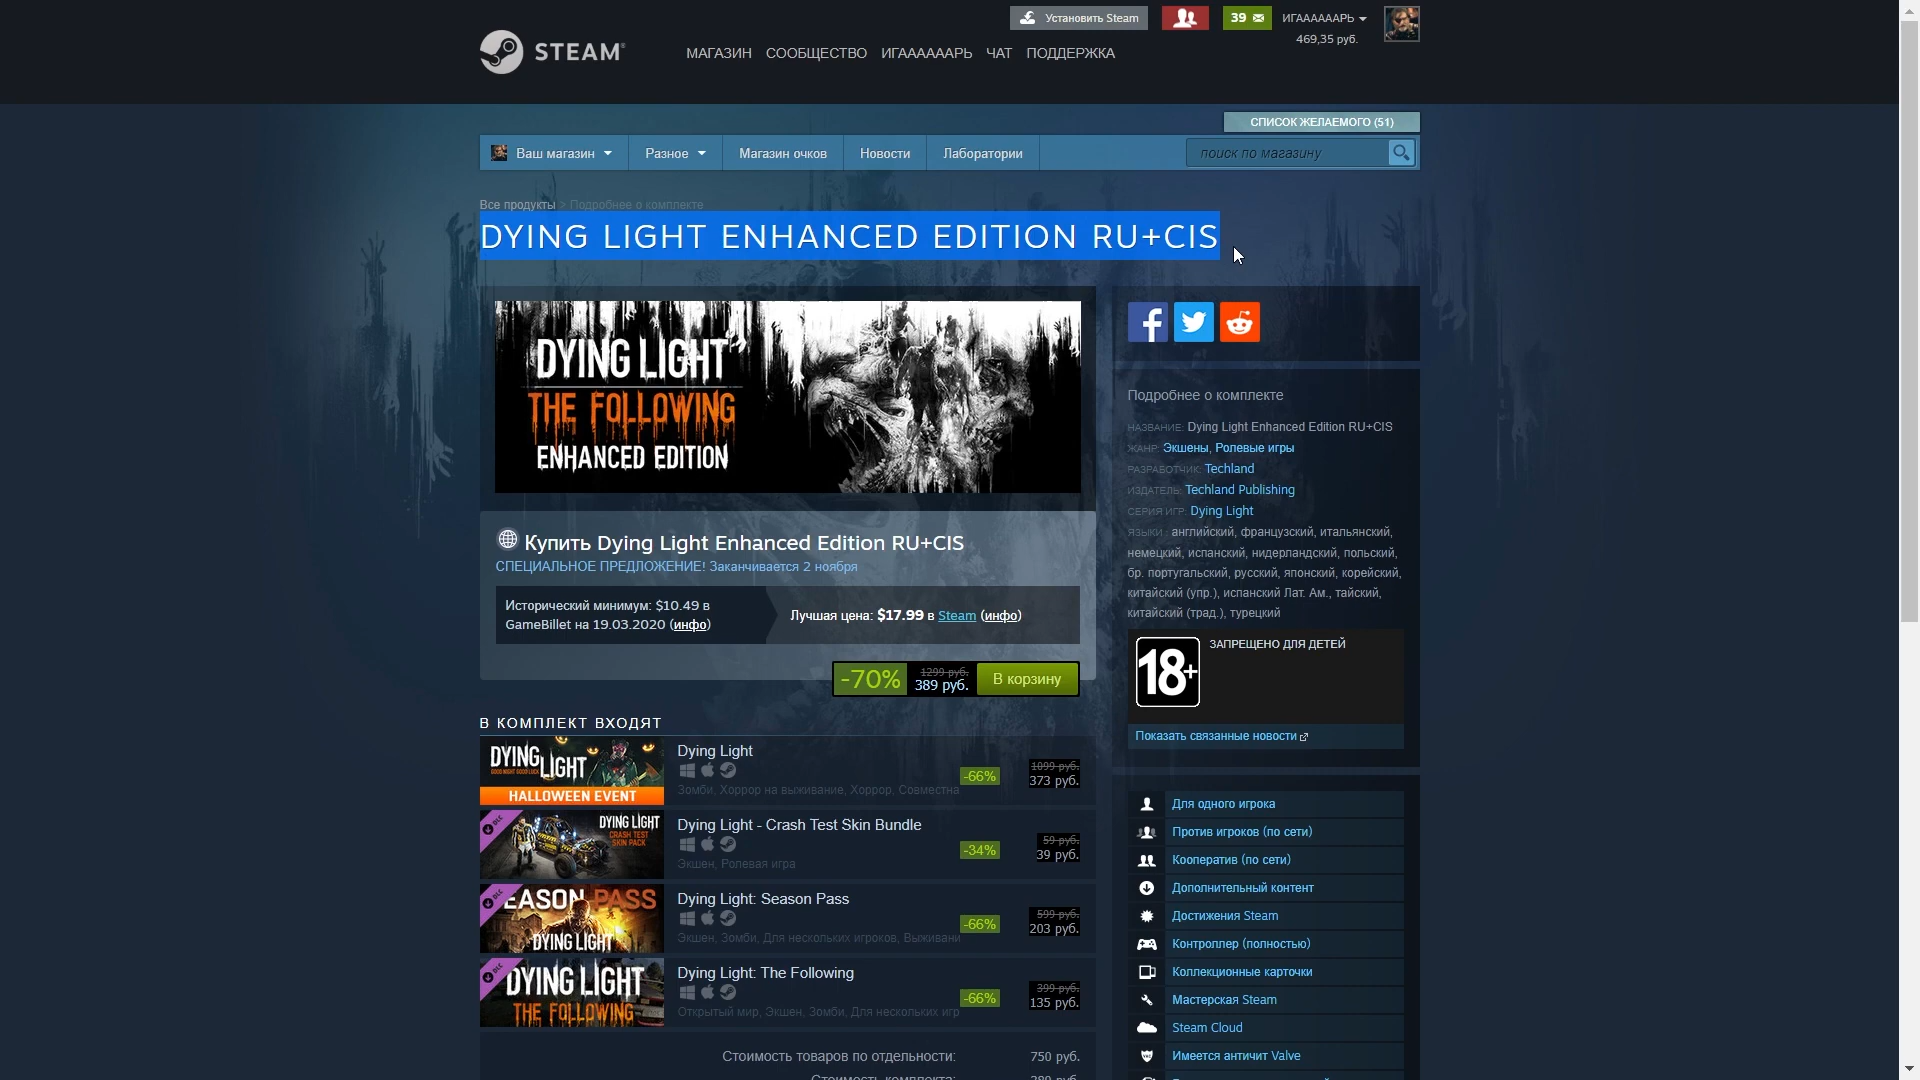 Установить Steam
39
ИГАААААРЬ
469,35 руб.
STEAM
МАГАЗИН СООБЩЕСТВО ИГАААААРЬ ЧАТ ПОДДЕРЖКА
СПИСОК ЖЕЛАЕМОГО (51)
Ваш магазин Разное Магазин очков Новости Лаборатории
поиск по магазину
Все продукты > Подробнее о комплекте
DYING LIGHT ENHANCED EDITION RU+CIS
DYING LIGHT
THE FOLLOWING
ENHANCED EDITION
Купить Dying Light Enhanced Edition RU+CIS
СПЕЦИАЛЬНОЕ ПРЕДЛОЖЕНИЕ! Заканчивается 2 ноября
Исторический минимум: $10.49 в
GameBillet на 19.03.2020 (инфо)
Лучшая цена: $17.99 в Steam (инфо)
-70%
1299 руб.
389 руб.
В корзину
В КОМПЛЕКТ ВХОДЯТ
DYING LIGHT
GOOD NIGHT GOOD LUCK
HALLOWEEN EVENT
Dying Light
Зомби, Хоррор на выживание, Хоррор, Совместна
-66%
1099 руб.
373 руб.
DLC
DYING LIGHT
CRASH TEST
SKIN PACK
Dying Light - Crash Test Skin Bundle
Экшен, Ролевая игра
-34%
59 руб.
39 руб.
DLC
SEASON PASS
DYING LIGHT
Dying Light: Season Pass
Экшен, Зомби, Для нескольких игроков, Выживани
-66%
599 руб.
203 руб.
DLC
DYING LIGHT
THE FOLLOWING
Dying Light: The Following
Открытый мир, Экшен, Зомби, Для нескольких игр
-66%
399 руб.
135 руб.
Стоимость товаров по отдельности: 750 руб.
Стоимость комплекта: 389 руб.
Подробнее о комплекте
НАЗВАНИЕ: Dying Light Enhanced Edition RU+CIS
ЖАНР: Экшены, Ролевые игры
РАЗРАБОТЧИК: Techland
ИЗДАТЕЛЬ: Techland Publishing
СЕРИЯ ИГР: Dying Light
ЯЗЫКИ : английский, французский, итальянский,
немецкий, испанский, нидерландский, польский,
бр. португальский, русский, японский, корейский,
китайский (упр.), испанский Лат. Ам., тайский,
китайский (трад.), турецкий
18+
ЗАПРЕЩЕНО ДЛЯ ДЕТЕЙ
Показать связанные новости
Для одного игрока
Против игроков (по сети)
Кооператив (по сети)
Дополнительный контент
Достижения Steam
Контроллер (полностью)
Коллекционные карточки
Мастерская Steam
Steam Cloud
Имеется античит Valve